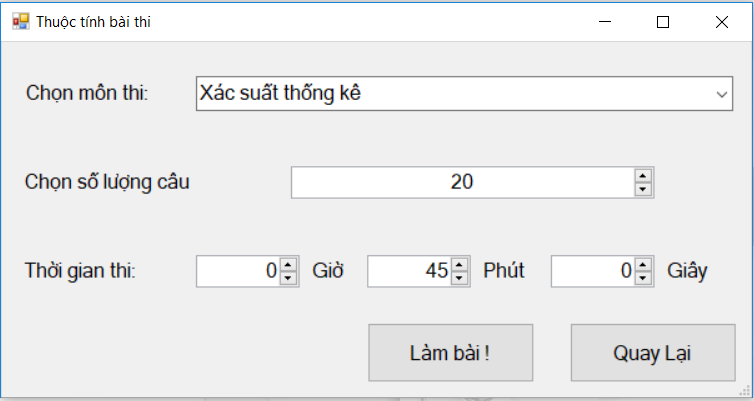 Thuộc tính bài thi
Chọn môn thi: Xác suất thống kê
Chọn số lượng câu 20
Thời gian thi: 0 Giờ 45 Phút 0 Giây
Làm bài ! Quay Lại